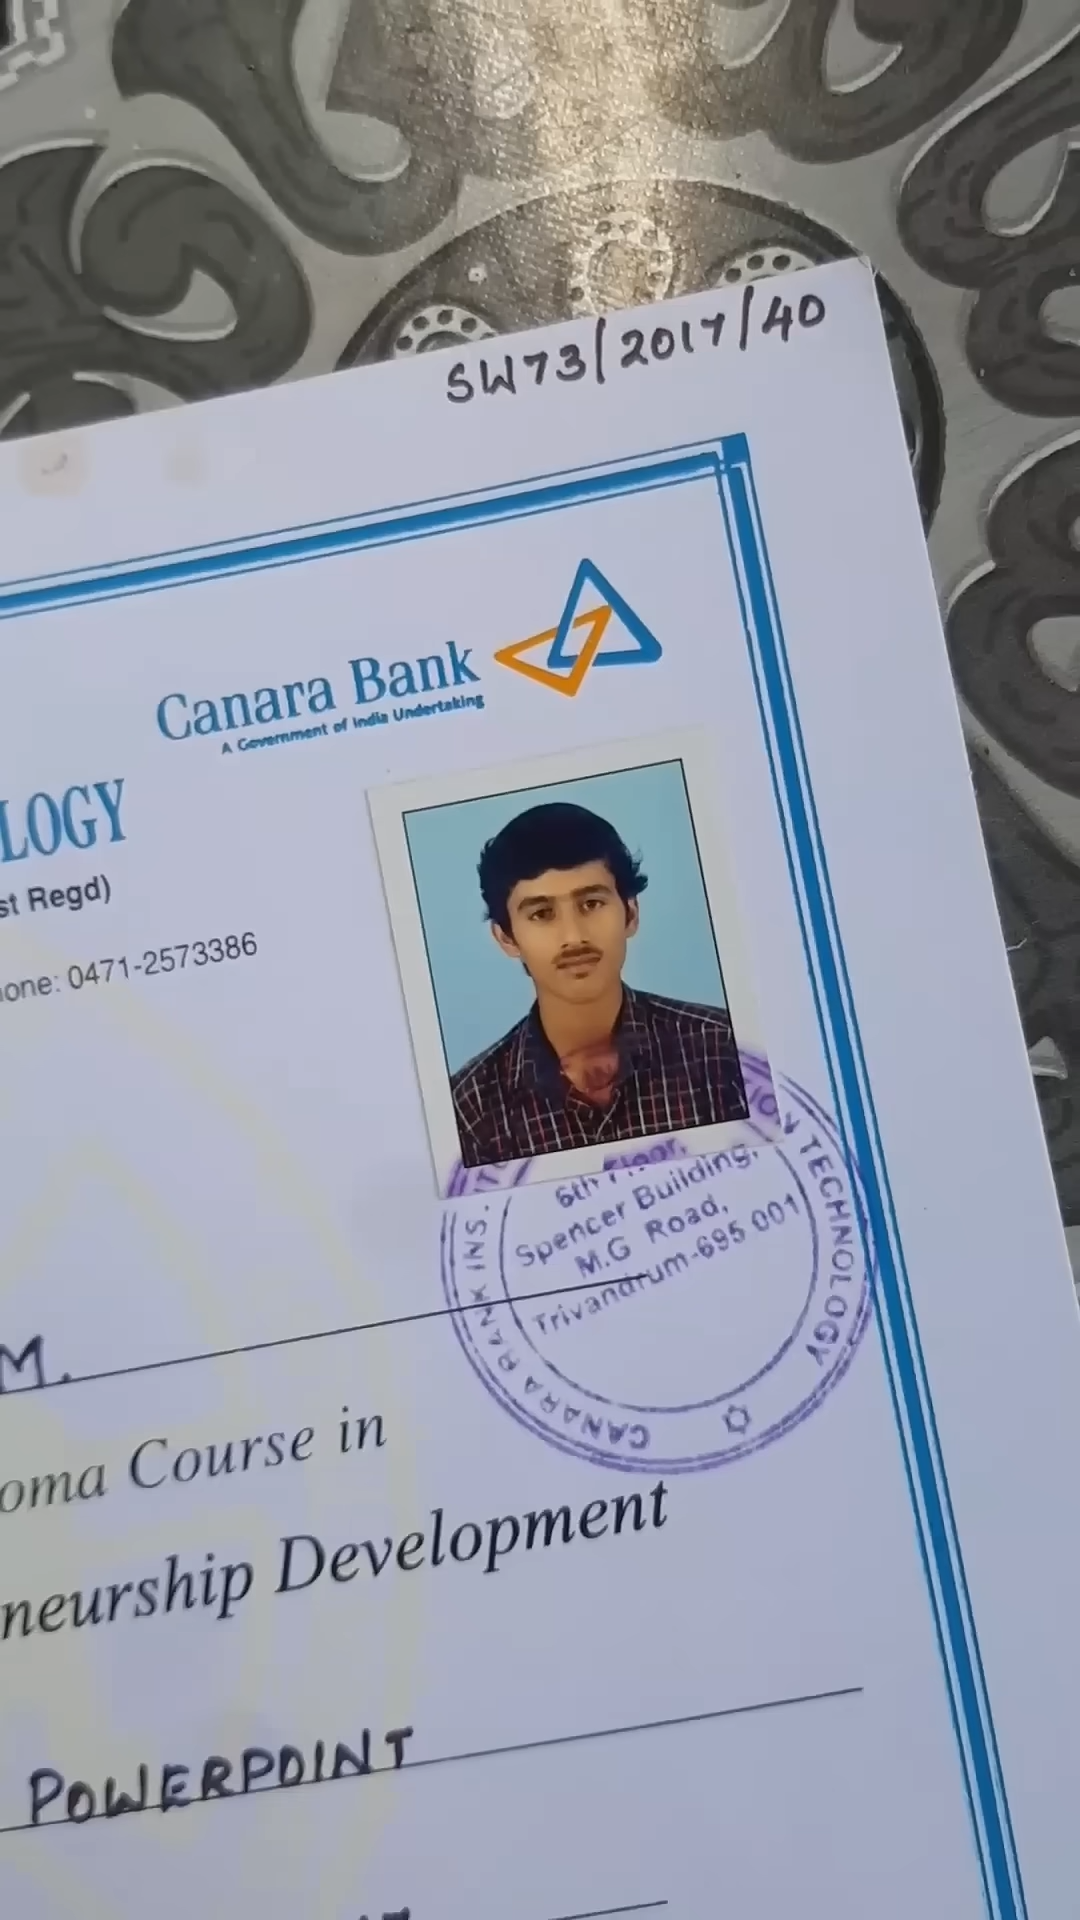 SW73/2017/40
Canara Bank
A Government of India Undertaking
LOGY
st Regd)
one: 0471-2573386
CANARA BANK INS. ION TECHNOLOGY
6th Floor,
Spencer Building,
M.G Road,
Trivandrum-695 001
M.
oma Course in
neurship Development
POWERPOINT